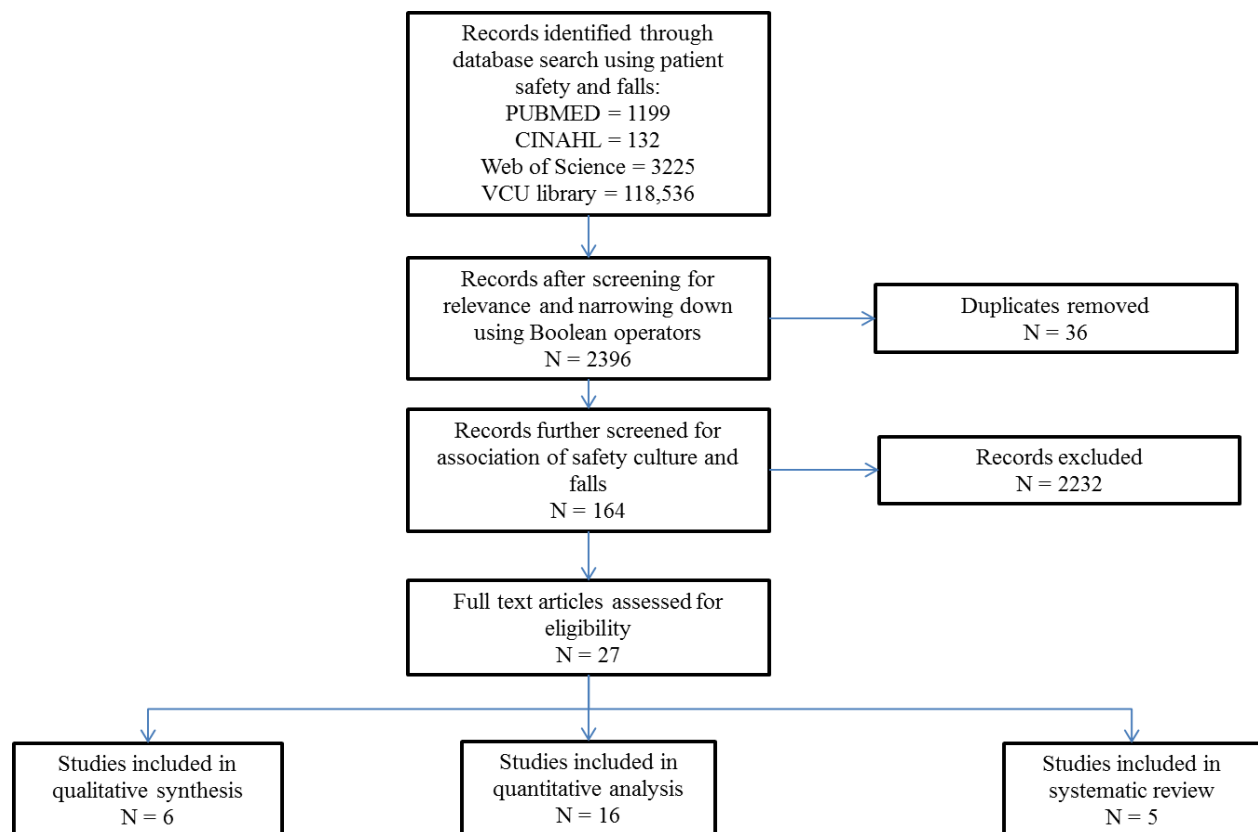 Records identified through
database search using patient
safety and falls:
PUBMED = 1199
CINAHL = 132
Web of Science = 3225
VCU library = 118,536
Records after screening for
relevance and narrowing down
using Boolean operators
N = 2396
Duplicates removed
N = 36
Records further screened for
association of safety culture and
falls
N = 164
Records excluded
N = 2232
Full text articles assessed for
eligibility
N = 27
Studies included in
qualitative synthesis
N = 6
Studies included in
quantitative analysis
N = 16
Studies included in
systematic review
N = 5